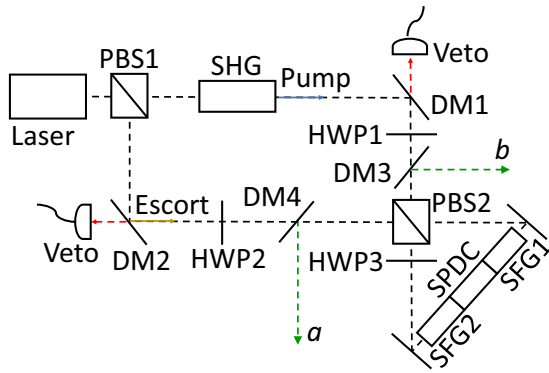 PBS1
SHG
Pump
Veto
Laser
DM1
HWP1
b
DM3
Escort
DM4
PBS2
Veto
DM2
HWP2
HWP3
SPDC
SFG1
SFG2
a